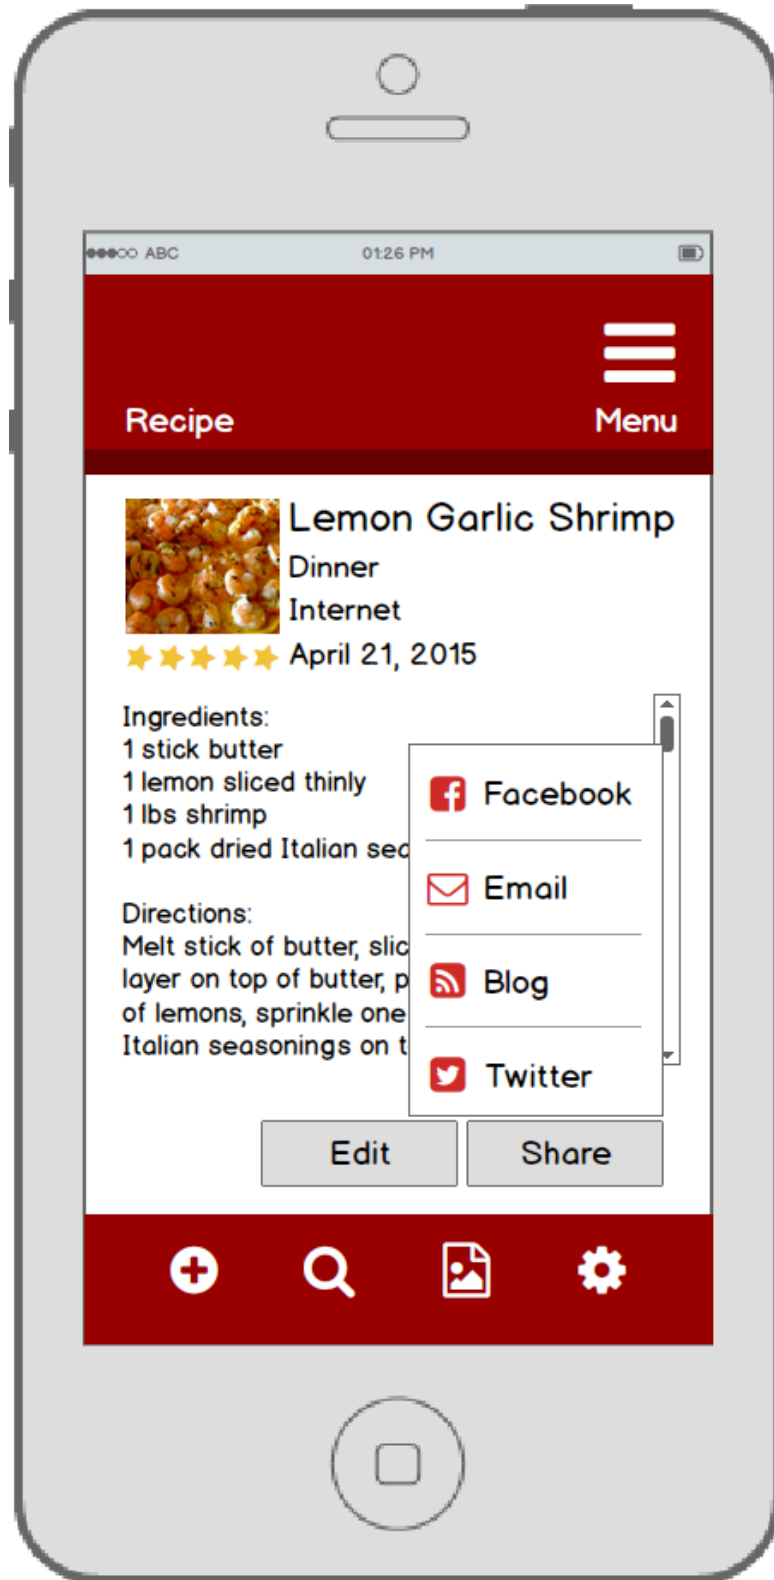 ABC 01:26 PM
Recipe Menu
Lemon Garlic Shrimp
Dinner
Internet
April 21, 2015
Ingredients:
1 stick butter
1 lemon sliced thinly
1 lbs shrimp
1 pack dried Italian
Directions:
Melt stick of butter,
layer on top of butter,
of lemons, sprinkle one
Italian seasonings on
Facebook
Email
Blog
Twitter
Edit Share